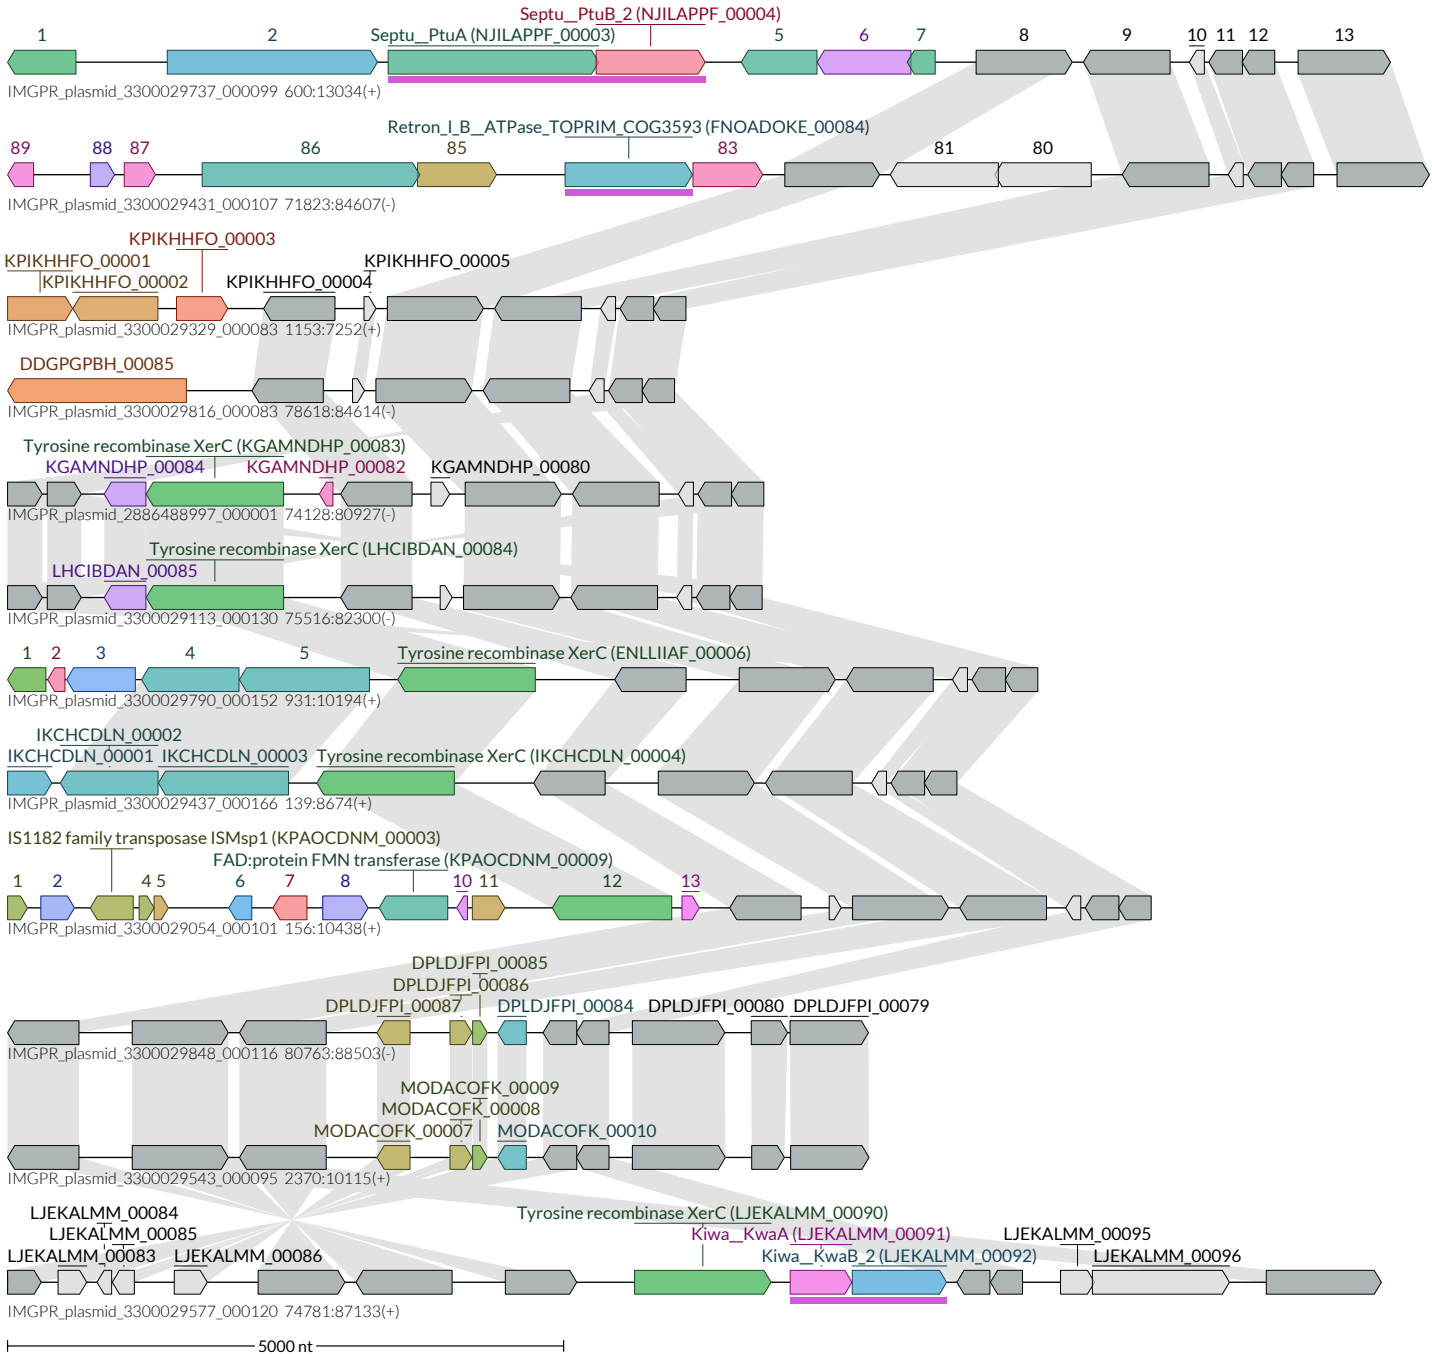 Septu__PtuB_2 (NJILAPPF_00004)
1 2 Septu__PtuA (NJILAPPF_00003) 5 6 7 8 9 10 11 12 13
IMGPR_plasmid_3300029737_000099 600:13034(+)
Retron_I_B__ATPase_TOPRIM_COG3593 (FNOADOKE_00084)
89 88 87 86 85 83 81 80
IMGPR_plasmid_3300029431_000107 71823:84607(-)
KPIKHHFO_00003
KPIKHHFO_00001 KPIKHHFO_00005
KPIKHHFO_00002 KPIKHHFO_00004
IMGPR_plasmid_3300029329_000083 1153:7252(+)
DDGPGPBH_00085
IMGPR_plasmid_3300029816_000083 78618:84614(-)
Tyrosine recombinase XerC (KGAMNDHP_00083)
KGAMNDHP_00084 KGAMNDHP_00082 KGAMNDHP_00080
IMGPR_plasmid_2886488997_000001 74128:80927(-)
Tyrosine recombinase XerC (LHCIBDAN_00084)
LHCIBDAN_00085
IMGPR_plasmid_3300029113_000130 75516:82300(-)
1 2 3 4 5 Tyrosine recombinase XerC (ENLLIIAF_00006)
IMGPR_plasmid_3300029790_000152 931:10194(+)
IKCHCDLN_00002
IKCHCDLN_00001 IKCHCDLN_00003 Tyrosine recombinase XerC (IKCHCDLN_00004)
IMGPR_plasmid_3300029437_000166 139:8674(+)
IS1182 family transposase ISMsp1 (KPAOCDNM_00003)
FAD:protein FMN transferase (KPAOCDNM_00009)
1 2 4 5 6 7 8 10 11 12 13
IMGPR_plasmid_3300029054_000101 156:10438(+)
DPLDJFPI_00085
DPLDJFPI_00086
DPLDJFPI_00087 DPLDJFPI_00084 DPLDJFPI_00080 DPLDJFPI_00079
IMGPR_plasmid_3300029848_000116 80763:88503(-)
MODACOFK_00009
MODACOFK_00008
MODACOFK_00007 MODACOFK_00010
IMGPR_plasmid_3300029543_000095 2370:10115(+)
LJEKALMM_00084 Tyrosine recombinase XerC (LJEKALMM_00090)
LJEKALMM_00085 Kiwa__KwaA (LJEKALMM_00091) LJEKALMM_00095
LJEKALMM_00083 LJEKALMM_00086 Kiwa__KwaB_2 (LJEKALMM_00092) LJEKALMM_00096
IMGPR_plasmid_3300029577_000120 74781:87133(+)
5000 nt